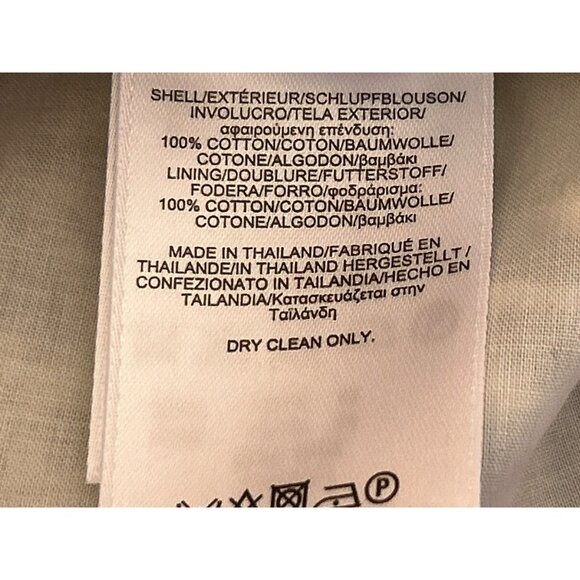 SHELL/EXTÉRIEUR/SCHLUPFBLOUSON/
INVOLUCRO/TELA EXTERIOR/
αφαιρούμενη επένδυση:
100% COTTON/COTON/BAUMWOLLE/
COTONE/ALGODON/βαμβάκι
LINING/DOUBLURE/FUTTERSTOFF/
FODERA/FORRO/φοδράρισμα:
100% COTTON/COTON/BAUMWOLLE/
COTONE/ALGODON/βαμβάκι
MADE IN THAILAND/FABRIQUÉ EN
THAILANDE/IN THAILAND HERGESTELLT /
CONFEZIONATO IN TAILANDIA/HECHO EN
TAILANDIA/Κατασκευάζεται στην
Ταϊλάνδη
DRY CLEAN ONLY.
P